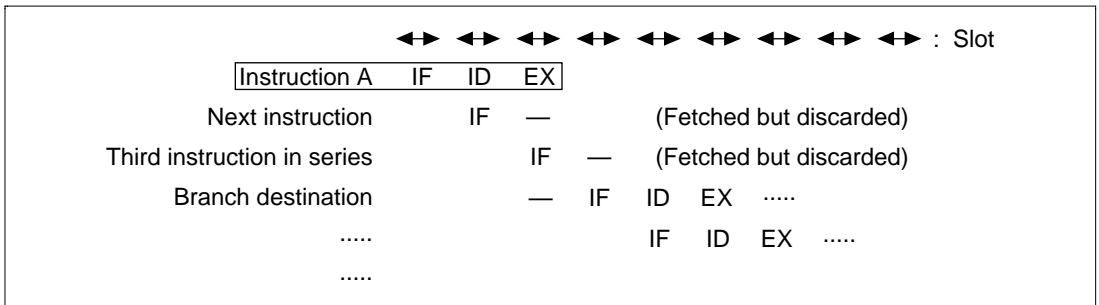 : Slot
Instruction A IF ID EX
Next instruction IF — (Fetched but discarded)
Third instruction in series IF — (Fetched but discarded)
Branch destination — IF ID EX .....
..... IF ID EX .....
.....